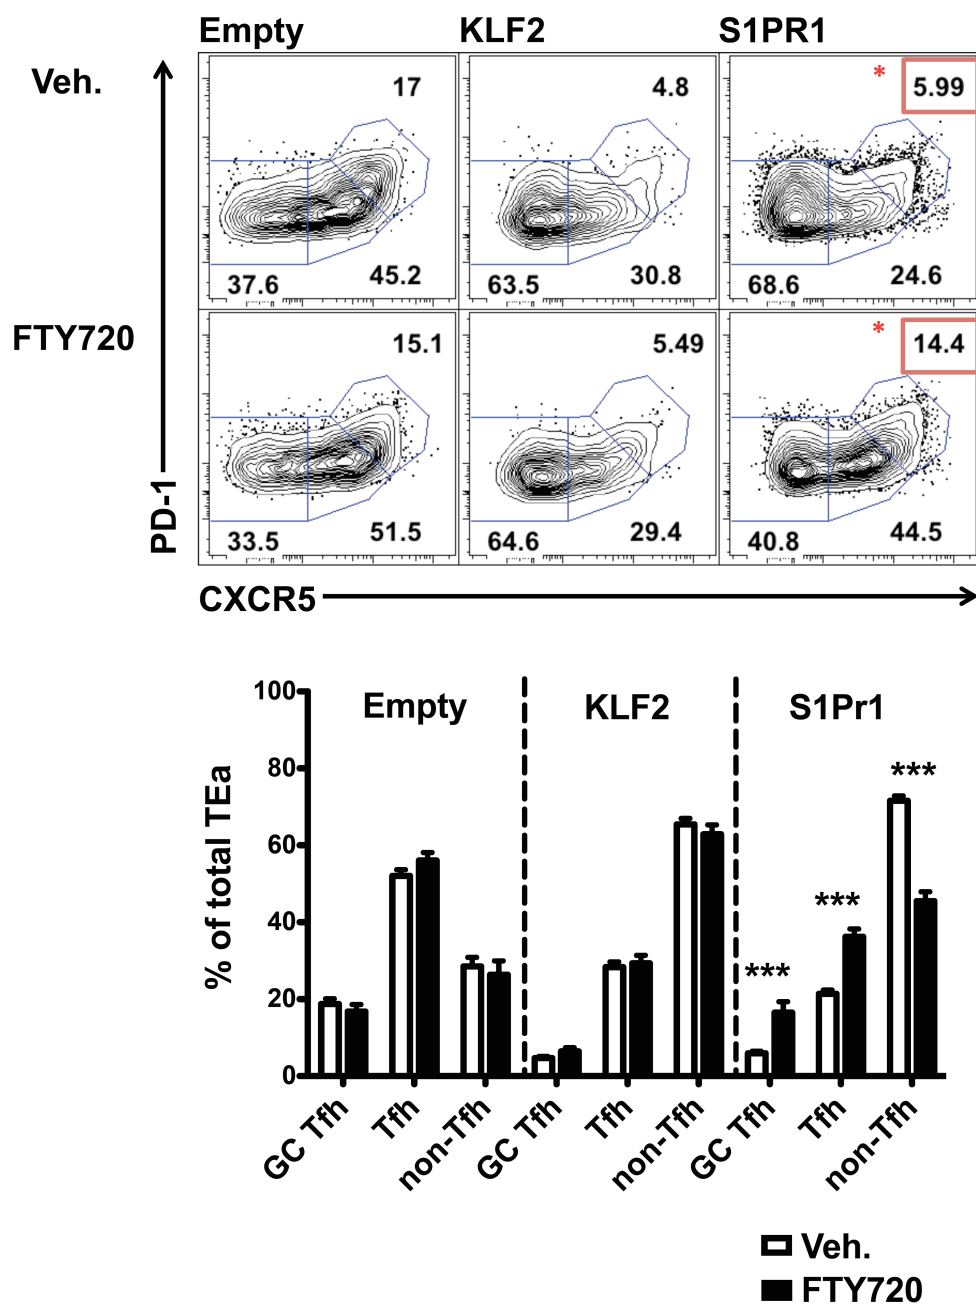 Empty KLF2 S1PR1
Veh.
17 4.8 * 5.99
37.6 45.2 63.5 30.8 68.6 24.6
FTY720
15.1 5.49 * 14.4
33.5 51.5 64.6 29.4 40.8 44.5
PD-1
CXCR5
% of total TEa
100
80
60
40
20
0
Empty KLF2 S1Pr1
***
***
***
GC Tfh Tfh non-Tfh GC Tfh Tfh non-Tfh GC Tfh Tfh non-Tfh
Veh.
FTY720